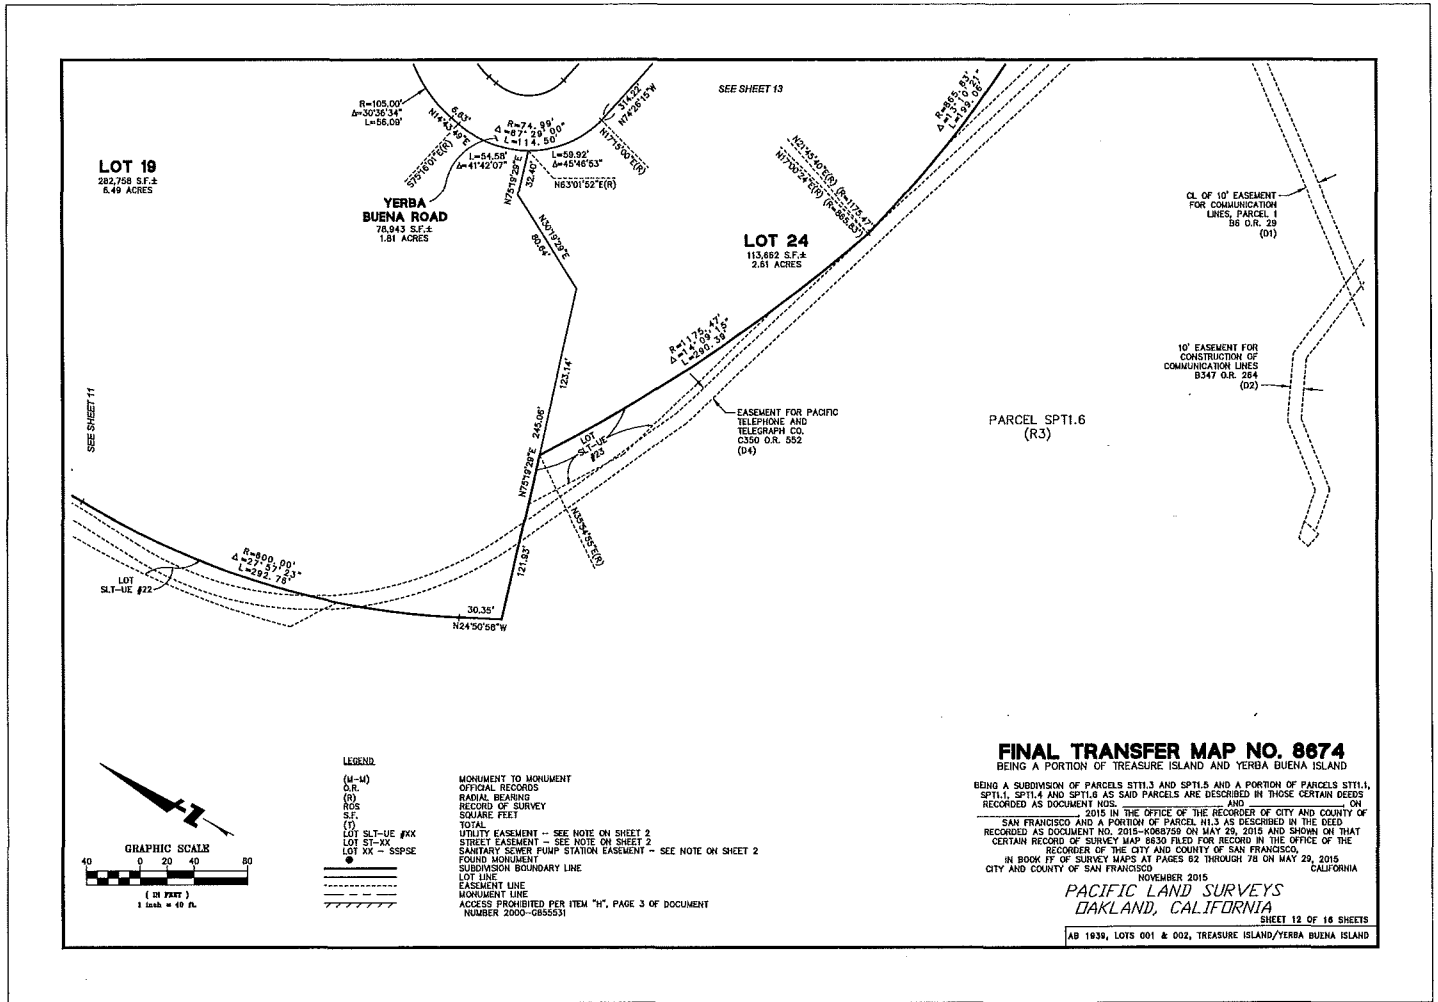 SEE SHEET 13
R=105.00'
Δ=30°36'34"
L=56.09'
6.63'
N14°43'49"E
S75°16'01"E(R)
R=74.99'
Δ=87°29'00"
L=114.50'
L=54.58'
Δ=41°42'07"
L=59.92'
Δ=45°46'53"
314.22'
N74°26'15"W
N17°15'00"E(R)
N63°01'52"E(R)
N75°19'29"E
32.40'
N30°19'29"E
80.64'
LOT 19
282,758 S.F.±
6.49 ACRES
YERBA
BUENA ROAD
78,943 S.F.±
1.81 ACRES
R=865.83'
Δ=13°10'21"
L=199.06'
N21°45'40"E(R) (R=1175.47')
N17°00'24"E(R) (R=865.83')
LOT 24
113,662 S.F.±
2.61 ACRES
CL OF 10' EASEMENT
FOR COMMUNICATION
LINES, PARCEL 1
B6 O.R. 29
(D1)
R=1175.47'
Δ=14°09'15"
L=290.39'
10' EASEMENT FOR
CONSTRUCTION OF
COMMUNICATION LINES
B347 O.R. 264
(D2)
123.14'
SEE SHEET 11
N75°19'29"E 245.06'
LOT
SLT-UE
#23
EASEMENT FOR PACIFIC
TELEPHONE AND
TELEGRAPH CO.
C350 O.R. 552
(D4)
PARCEL SPT1.6
(R3)
N35°54'55"E(R)
121.93'
R=600.00'
Δ=27°57'23"
L=292.76'
LOT
SLT-UE #22
30.35'
N24°50'58"W
N
GRAPHIC SCALE
40 0 20 40 80
( IN FEET )
1 inch = 40 ft.
LEGEND
(M-M) MONUMENT TO MONUMENT
O.R. OFFICIAL RECORDS
(R) RADIAL BEARING
ROS RECORD OF SURVEY
S.F. SQUARE FEET
(T) TOTAL
LOT SLT-UE #XX UTILITY EASEMENT - SEE NOTE ON SHEET 2
LOT ST-XX STREET EASEMENT - SEE NOTE ON SHEET 2
LOT XX - SSPSE SANITARY SEWER PUMP STATION EASEMENT - SEE NOTE ON SHEET 2
FOUND MONUMENT
SUBDIVISION BOUNDARY LINE
LOT LINE
EASEMENT LINE
MONUMENT LINE
ACCESS PROHIBITED PER ITEM "H", PAGE 3 OF DOCUMENT
NUMBER 2000-G855531
FINAL TRANSFER MAP NO. 8674
BEING A PORTION OF TREASURE ISLAND AND YERBA BUENA ISLAND
BEING A SUBDIVISION OF PARCELS STT1.3 AND SPT1.5 AND A PORTION OF PARCELS STT1.1,
SPT1.1, SPT1.4 AND SPT1.6 AS SAID PARCELS ARE DESCRIBED IN THOSE CERTAIN DEEDS
RECORDED AS DOCUMENT NOS. ____ AND ____, ON
____, 2015 IN THE OFFICE OF THE RECORDER OF CITY AND COUNTY OF
SAN FRANCISCO AND A PORTION OF PARCEL N1.3 AS DESCRIBED IN THE DEED
RECORDED AS DOCUMENT NO. 2015-K068759 ON MAY 29, 2015 AND SHOWN ON THAT
CERTAIN RECORD OF SURVEY MAP 8630 FILED FOR RECORD IN THE OFFICE OF THE
RECORDER OF THE CITY AND COUNTY OF SAN FRANCISCO,
IN BOOK FF OF SURVEY MAPS AT PAGES 62 THROUGH 78 ON MAY 29, 2015
CITY AND COUNTY OF SAN FRANCISCO CALIFORNIA
NOVEMBER 2015
PACIFIC LAND SURVEYS
OAKLAND, CALIFORNIA
SHEET 12 OF 16 SHEETS
AB 1939, LOTS 001 & 002, TREASURE ISLAND/YERBA BUENA ISLAND